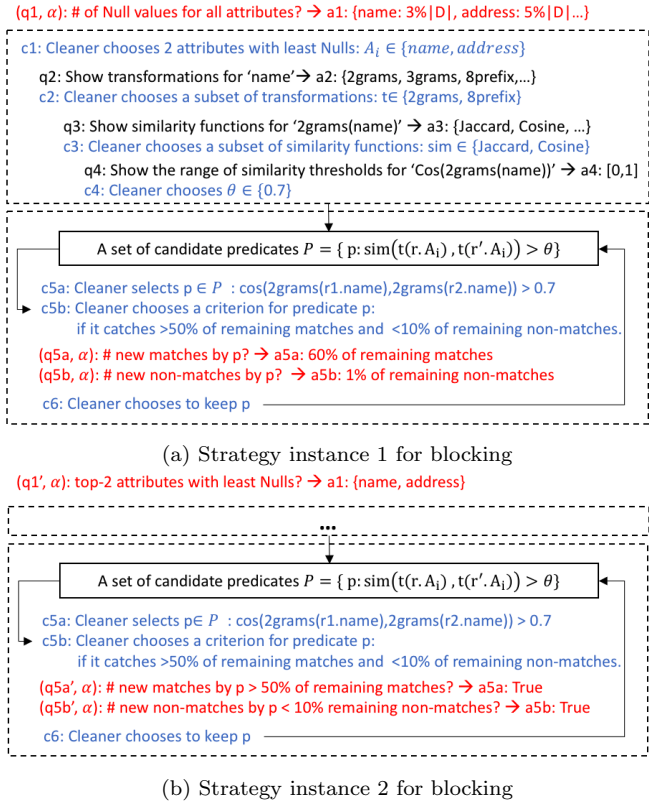 (q1, α): # of Null values for all attributes? → a1: {name: 3%|D|, address: 5%|D|…}
c1: Cleaner chooses 2 attributes with least Nulls: Aᵢ ∈ {name, address}
q2: Show transformations for ‘name’→ a2: {2grams, 3grams, 8prefix,…}
c2: Cleaner chooses a subset of transformations: t∈ {2grams, 8prefix}
q3: Show similarity functions for ‘2grams(name)’ → a3: {Jaccard, Cosine, …}
c3: Cleaner chooses a subset of similarity functions: sim ∈ {Jaccard, Cosine}
q4: Show the range of similarity thresholds for ‘Cos(2grams(name))’ → a4: [0,1]
c4: Cleaner chooses θ ∈ {0.7}
A set of candidate predicates P = { p: sim(t(r.Aᵢ) , t(r′.Aᵢ)) > θ}
c5a: Cleaner selects p ∈ P : cos(2grams(r1.name),2grams(r2.name)) > 0.7
c5b: Cleaner chooses a criterion for predicate p:
if it catches >50% of remaining matches and <10% of remaining non-matches.
(q5a, α): # new matches by p? → a5a: 60% of remaining matches
(q5b, α): # new non-matches by p? → a5b: 1% of remaining non-matches
c6: Cleaner chooses to keep p
(a) Strategy instance 1 for blocking
(q1’, α): top-2 attributes with least Nulls? → a1: {name, address}
...
A set of candidate predicates P = { p: sim(t(r.Aᵢ) , t(r′.Aᵢ)) > θ}
c5a: Cleaner selects p∈ P : cos(2grams(r1.name),2grams(r2.name)) > 0.7
c5b: Cleaner chooses a criterion for predicate p:
if it catches >50% of remaining matches and <10% of remaining non-matches.
(q5a’, α): # new matches by p > 50% of remaining matches? → a5a: True
(q5b’, α): # new non-matches by p < 10% remaining non-matches? → a5b: True
c6: Cleaner chooses to keep p
(b) Strategy instance 2 for blocking